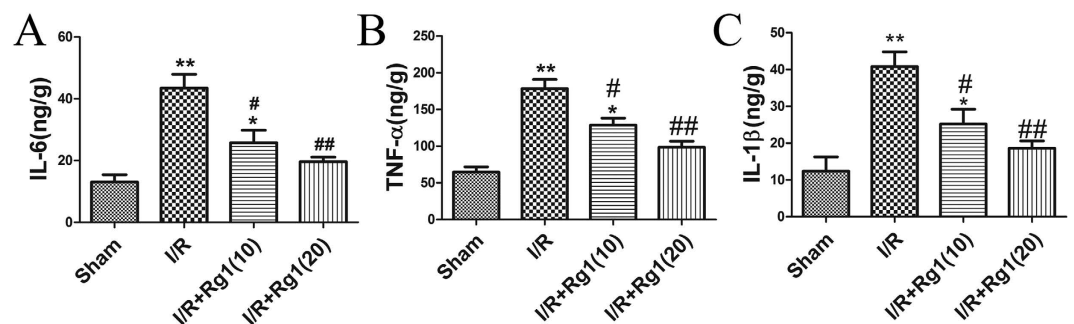 A
IL-6(ng/g)
60
40
20
0
**
#
*
##
Sham
I/R
I/R+Rg1(10)
I/R+Rg1(20)
B
TNF-α(ng/g)
250
200
150
100
50
0
**
#
*
##
Sham
I/R
I/R+Rg1(10)
I/R+Rg1(20)
C
IL-1β(ng/g)
50
40
30
20
10
0
**
#
*
##
Sham
I/R
I/R+Rg1(10)
I/R+Rg1(20)